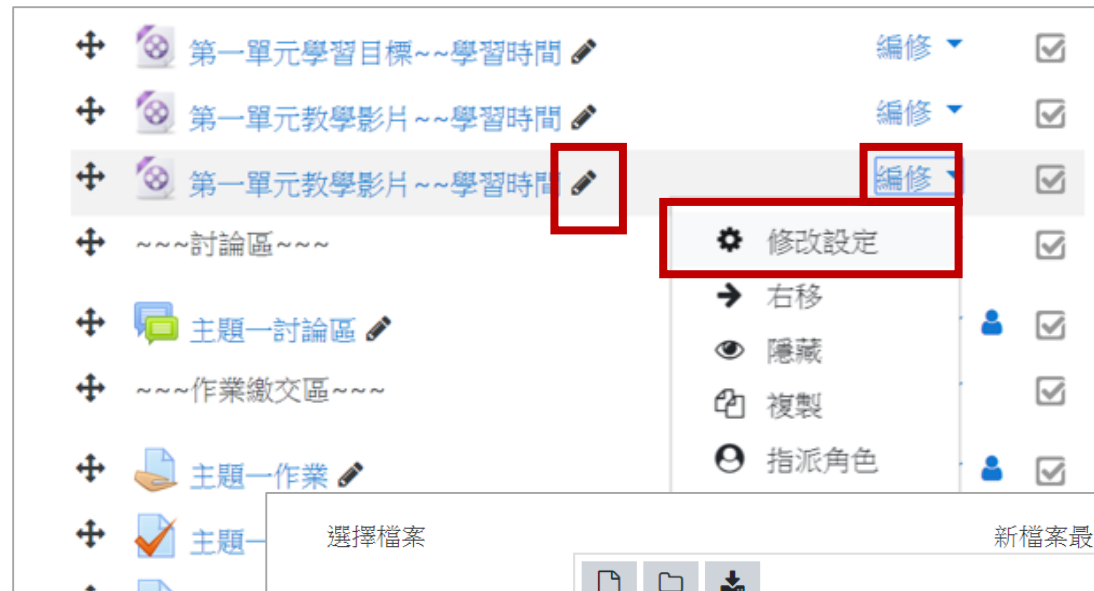 第一單元學習目標~~學習時間 編修
第一單元教學影片~~學習時間 編修
第一單元教學影片~~學習時間 編修
~~~討論區~~~
修改設定
右移
主題一討論區
隱藏
~~~作業繳交區~~~
複製
指派角色
主題一作業
主題一
選擇檔案 新檔案最